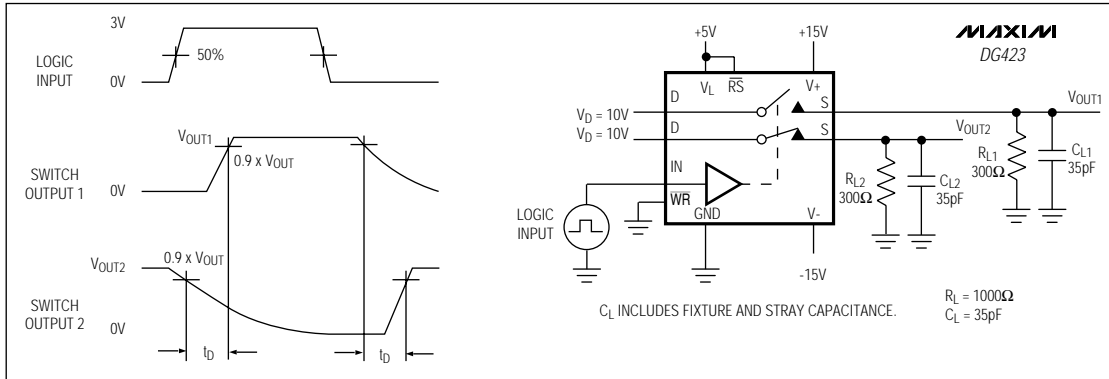 3V
LOGIC
INPUT
50%
0V
VOUT1
0.9 x VOUT
SWITCH
OUTPUT 1
0V
VOUT2
0.9 x VOUT
SWITCH
OUTPUT 2
0V
tD
tD
+5V
+15V
MAXIM
DG423
VL
RS
V+
D
S
VD = 10V
VOUT1
D
S
VD = 10V
VOUT2
IN
WR
GND
V-
LOGIC
INPUT
-15V
RL2
300Ω
CL2
35pF
RL1
300Ω
CL1
35pF
CL INCLUDES FIXTURE AND STRAY CAPACITANCE.
RL = 1000Ω
CL = 35pF